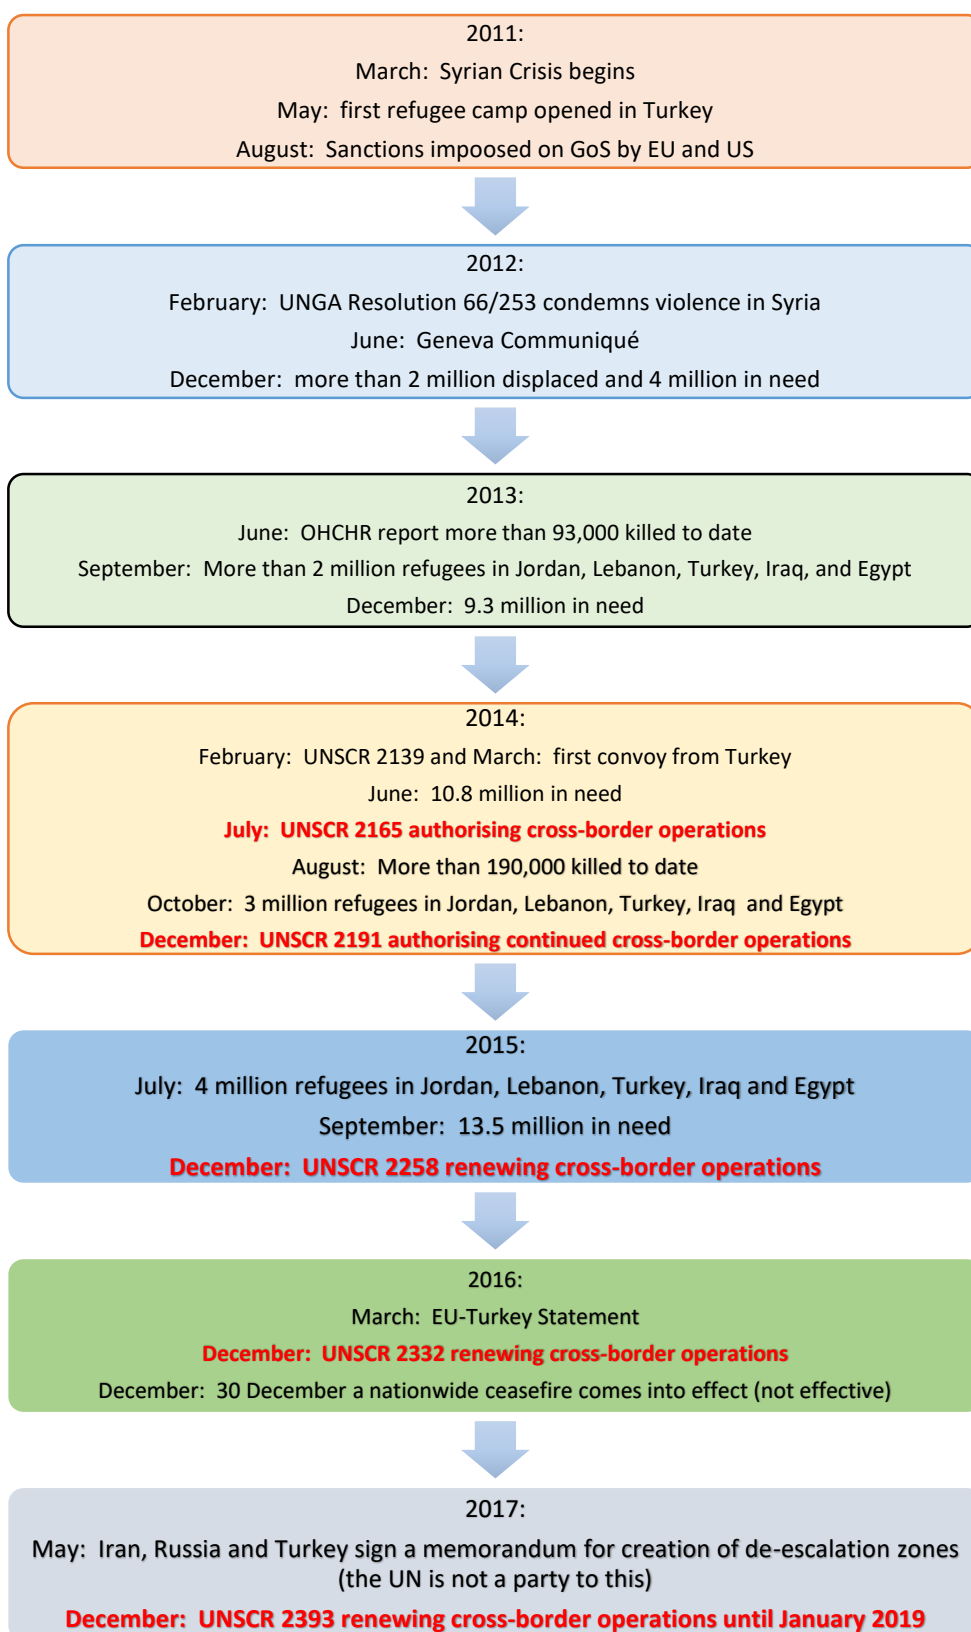 2011:
March: Syrian Crisis begins
May: first refugee camp opened in Turkey
August: Sanctions impoosed on GoS by EU and US
2012:
February: UNGA Resolution 66/253 condemns violence in Syria
June: Geneva Communiqué
December: more than 2 million displaced and 4 million in need
2013:
June: OHCHR report more than 93,000 killed to date
September: More than 2 million refugees in Jordan, Lebanon, Turkey, Iraq, and Egypt
December: 9.3 million in need
2014:
February: UNSCR 2139 and March: first convoy from Turkey
June: 10.8 million in need
July: UNSCR 2165 authorising cross-border operations
August: More than 190,000 killed to date
October: 3 million refugees in Jordan, Lebanon, Turkey, Iraq and Egypt
December: UNSCR 2191 authorising continued cross-border operations
2015:
July: 4 million refugees in Jordan, Lebanon, Turkey, Iraq and Egypt
September: 13.5 million in need
December: UNSCR 2258 renewing cross-border operations
2016:
March: EU-Turkey Statement
December: UNSCR 2332 renewing cross-border operations
December: 30 December a nationwide ceasefire comes into effect (not effective)
2017:
May: Iran, Russia and Turkey sign a memorandum for creation of de-escalation zones
(the UN is not a party to this)
December: UNSCR 2393 renewing cross-border operations until January 2019